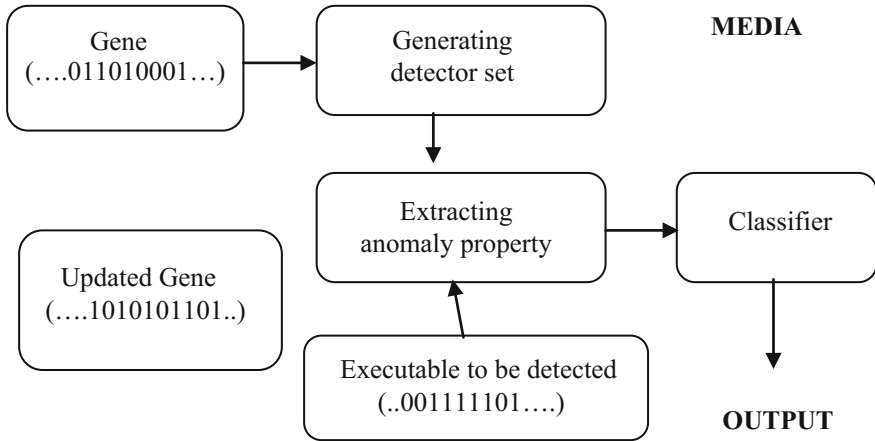 Gene
(….011010001…)
Generating
detector set
MEDIA
Extracting
anomaly property
Classifier
Updated Gene
(….1010101101..)
Executable to be detected
(..001111101….)
OUTPUT